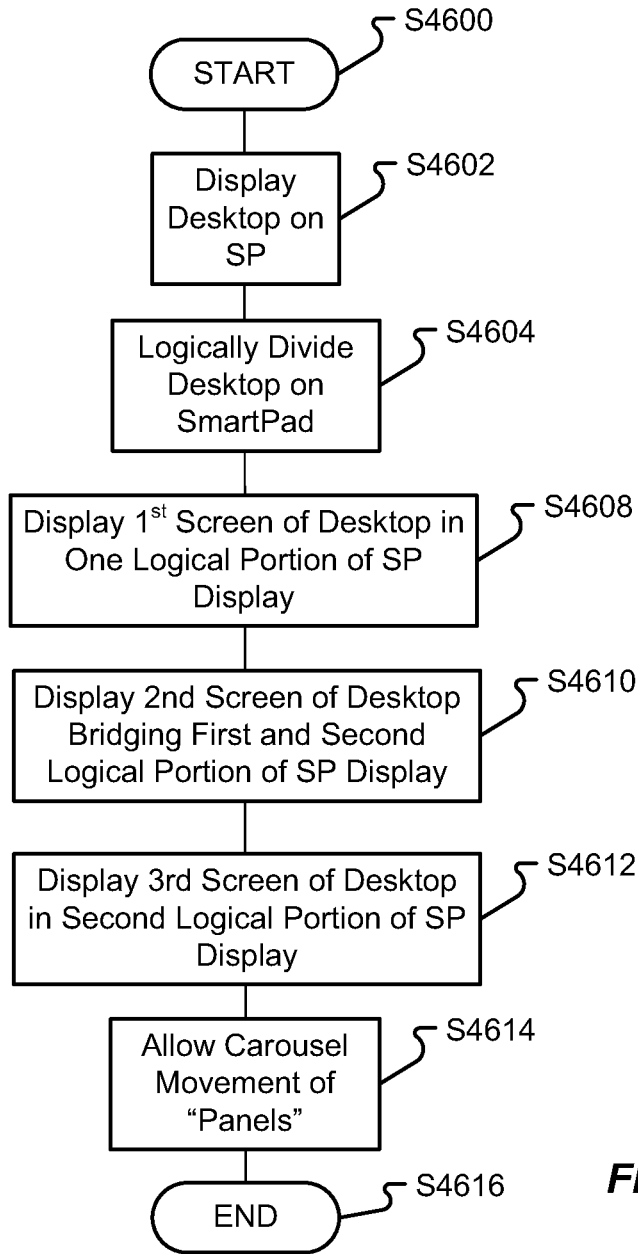 S4600
START
S4602
Display
Desktop on
SP
S4604
Logically Divide
Desktop on
SmartPad
S4608
Display 1st Screen of Desktop in
One Logical Portion of SP
Display
S4610
Display 2nd Screen of Desktop
Bridging First and Second
Logical Portion of SP Display
S4612
Display 3rd Screen of Desktop
in Second Logical Portion of SP
Display
S4614
Allow Carousel
Movement of
“Panels”
S4616
END